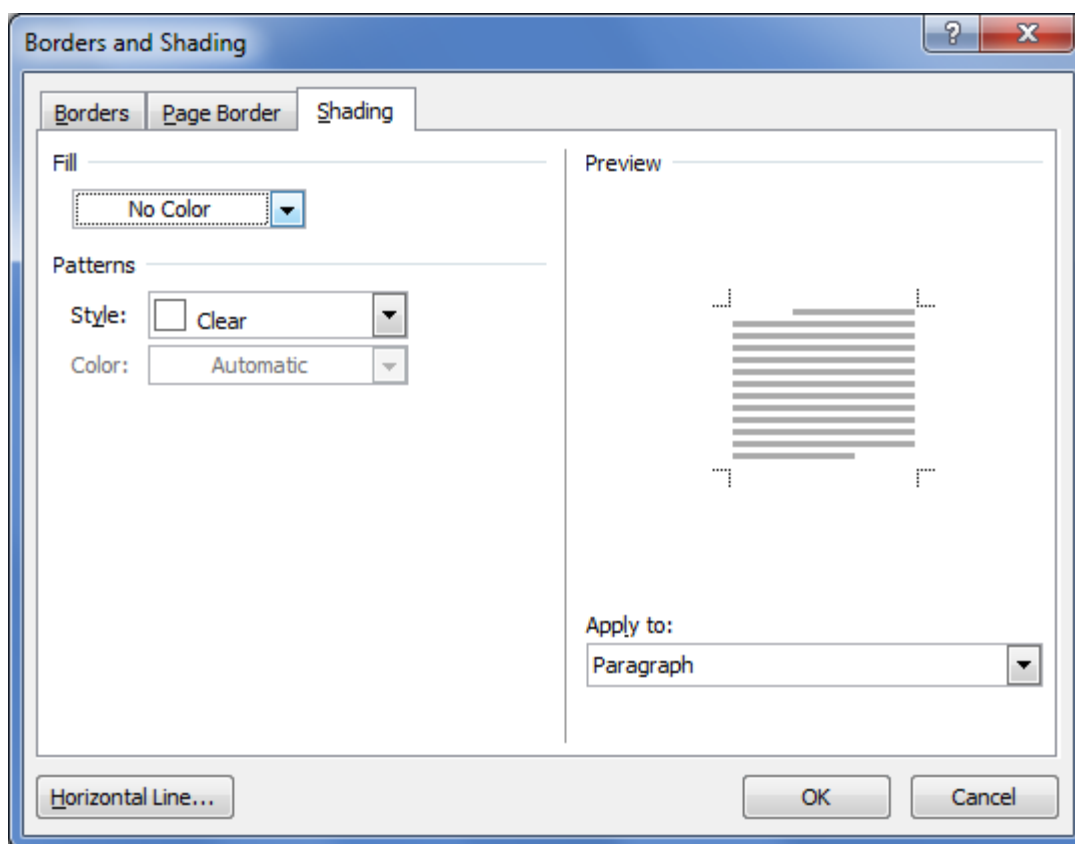 Borders and Shading
Borders
Page Border
Shading
Fill
No Color
Patterns
Style:
Clear
Color:
Automatic
Preview
Apply to:
Paragraph
Horizontal Line...
OK
Cancel